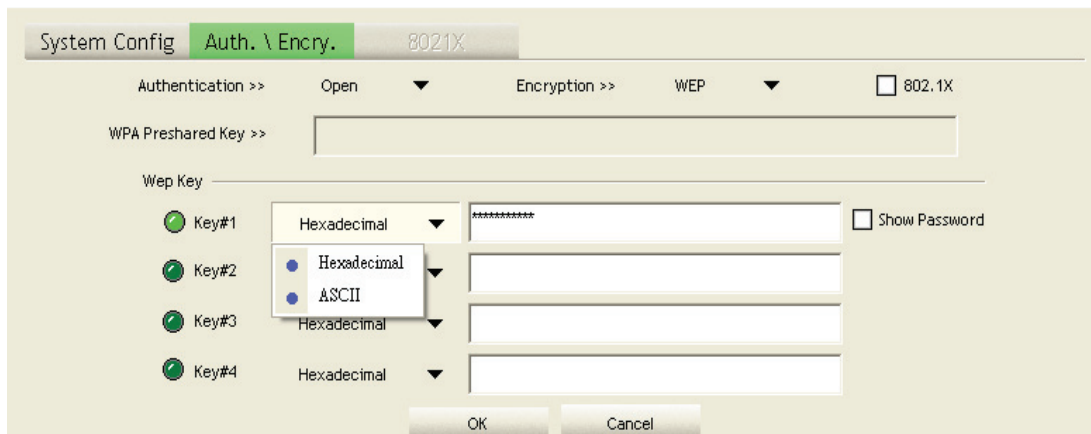 System Config Auth. \ Encry. 8021X
Authentication >> Open Encryption >> WEP 802.1X
WPA Preshared Key >>
Wep Key
Key#1 Hexadecimal *********** Show Password
Hexadecimal
Key#2
ASCII
Key#3 Hexadecimal
Key#4 Hexadecimal
OK Cancel